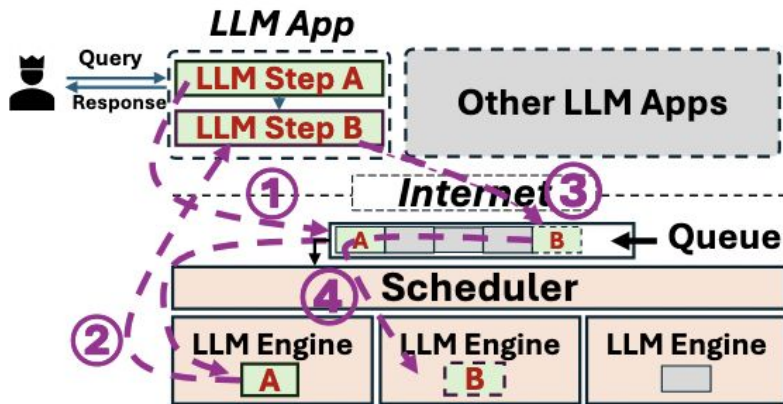 LLM App
Query
Response
LLM Step A
LLM Step B
Other LLM Apps
①
Internet
③
A
B
Queue
Scheduler
④
②
LLM Engine
A
LLM Engine
B
LLM Engine